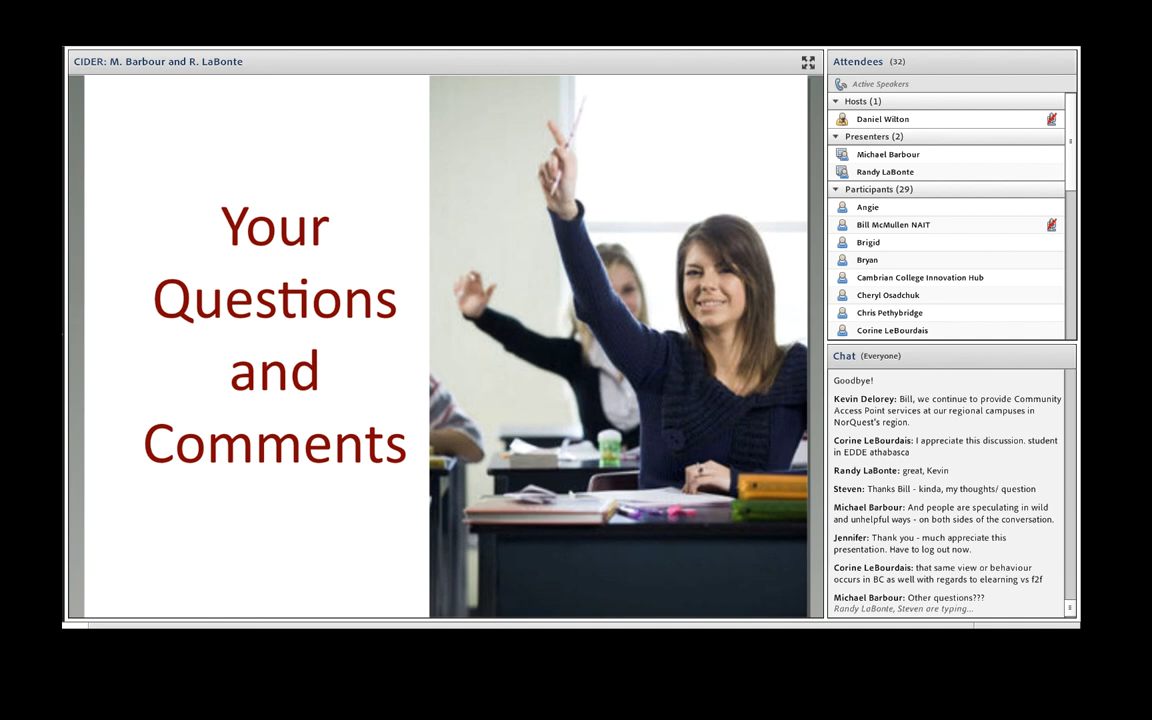 CIDER: M. Barbour and R. LaBonte
Your
Questions
and
Comments
Attendees (32)
Active Speakers
Hosts (1)
Daniel Wilton
Presenters (2)
Michael Barbour
Randy LaBonte
Participants (29)
Angie
Bill McMullen NAIT
Brigid
Bryan
Cambrian College Innovation Hub
Cheryl Osadchuk
Chris Pethybridge
Corine LeBourdais
Chat (Everyone)
Goodbye!
Kevin Delorey: Bill, we continue to provide Community
Access Point services at our regional campuses in
NorQuest's region.
Corine LeBourdais: I appreciate this discussion. student
in EDDE athabasca
Randy LaBonte: great, Kevin
Steven: Thanks Bill - kinda, my thoughts/ question
Michael Barbour: And people are speculating in wild
and unhelpful ways - on both sides of the conversation.
Jennifer: Thank you - much appreciate this
presentation. Have to log out now.
Corine LeBourdais: that same view or behaviour
occurs in BC as well with regards to elearning vs f2f
Michael Barbour: Other questions???
Randy LaBonte, Steven are typing...